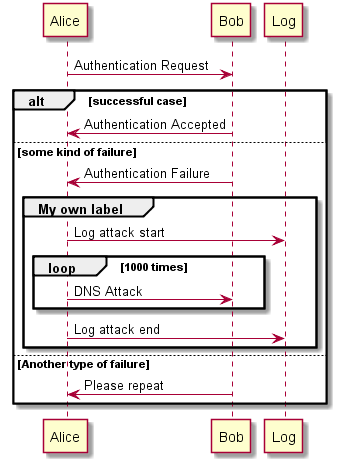 Alice Bob Log
Authentication Request
alt [successful case]
Authentication Accepted
[some kind of failure]
Authentication Failure
My own label
Log attack start
loop [1000 times]
DNS Attack
Log attack end
[Another type of failure]
Please repeat
Alice Bob Log